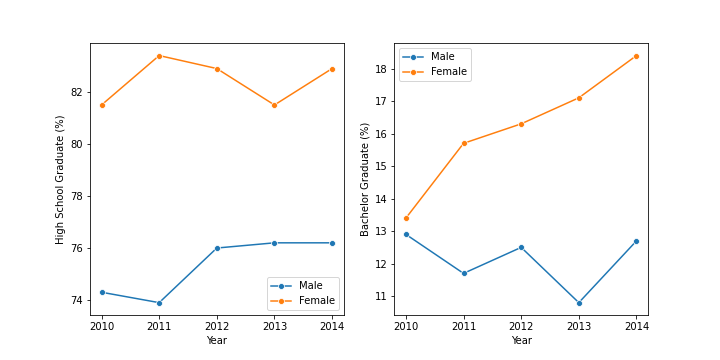 High School Graduate (%)
82
80
78
76
74
2010 2011 2012 2013 2014
Year
Male
Female
Bachelor Graduate (%)
18
17
16
15
14
13
12
11
2010 2011 2012 2013 2014
Year
Male
Female